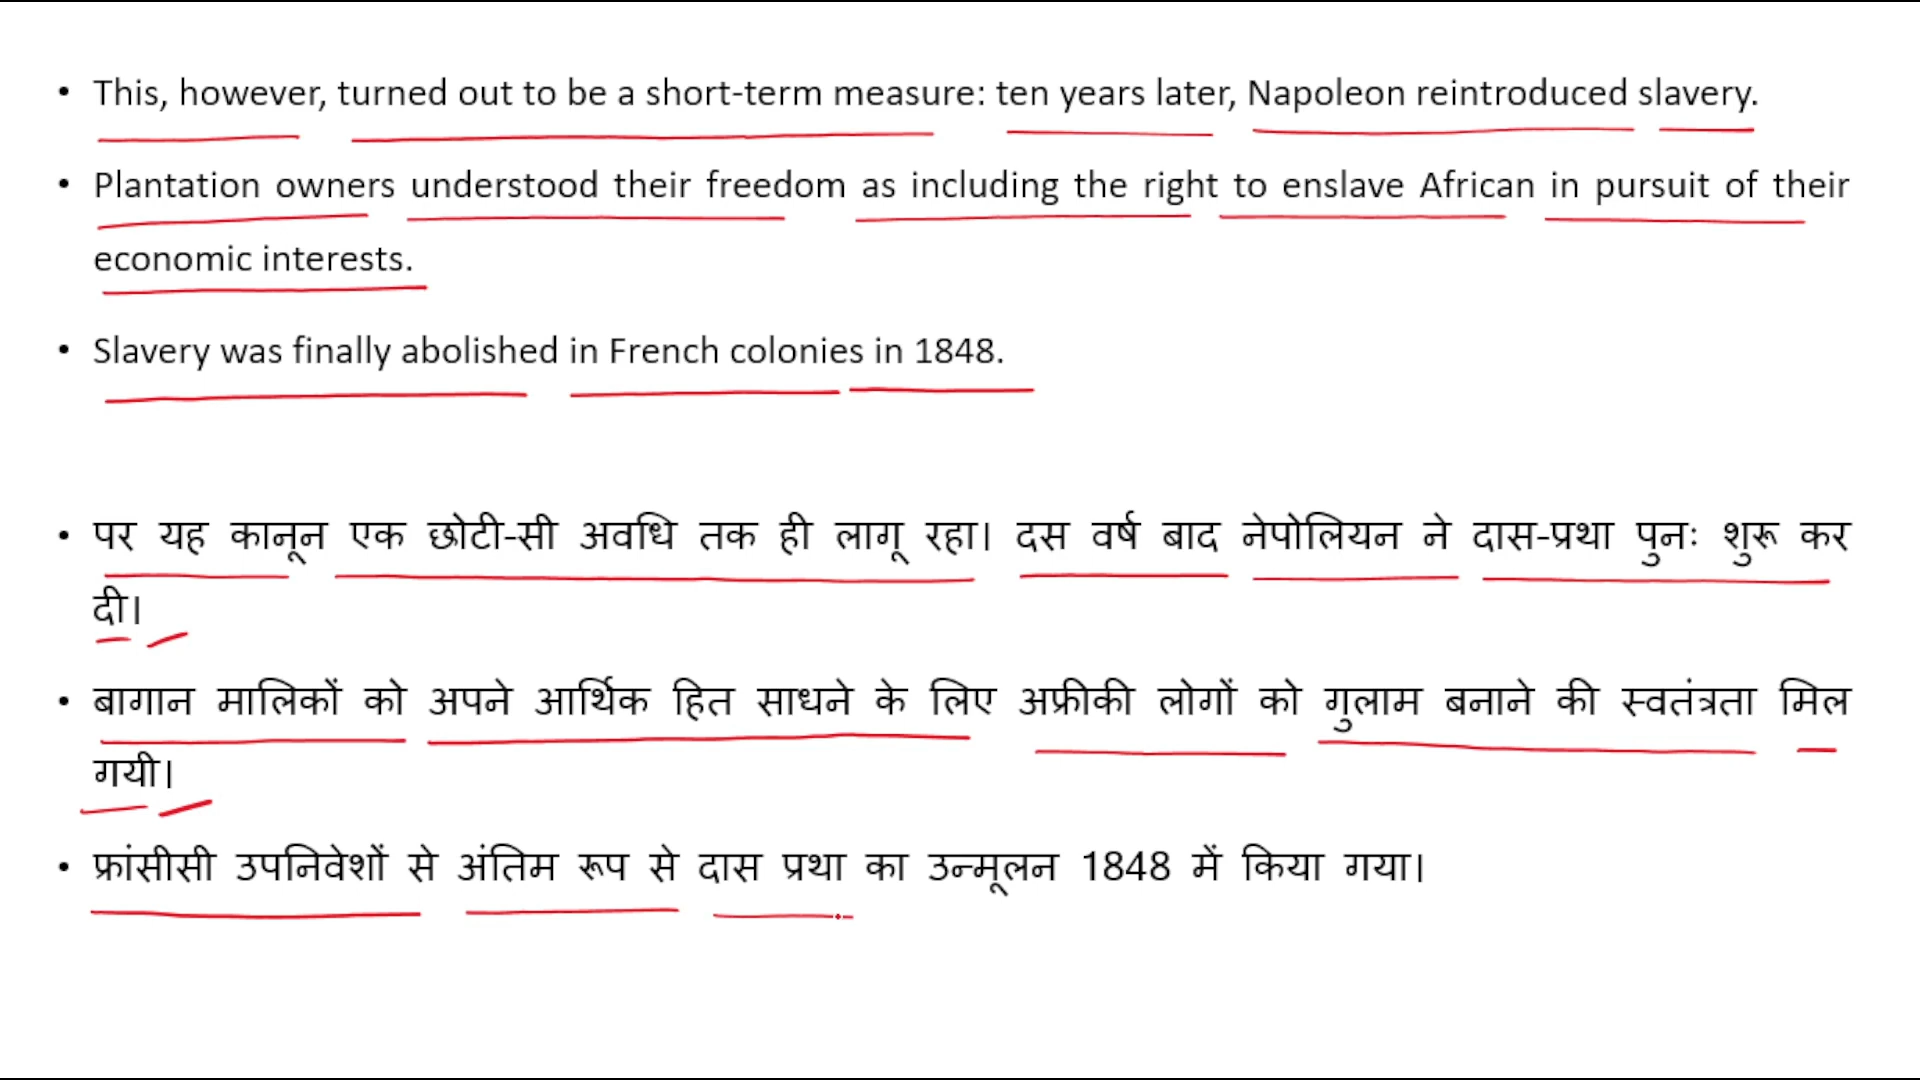 • This, however, turned out to be a short-term measure: ten years later, Napoleon reintroduced slavery.
• Plantation owners understood their freedom as including the right to enslave African in pursuit of their
economic interests.
• Slavery was finally abolished in French colonies in 1848.
• पर यह कानून एक छोटी-सी अवधि तक ही लागू रहा। दस वर्ष बाद नेपोलियन ने दास-प्रथा पुनः शुरू कर
दी।
• बागान मालिकों को अपने आर्थिक हित साधने के लिए अफ्रीकी लोगों को गुलाम बनाने की स्वतंत्रता मिल
गयी।
• फ्रांसीसी उपनिवेशों से अंतिम रूप से दास प्रथा का उन्मूलन 1848 में किया गया।